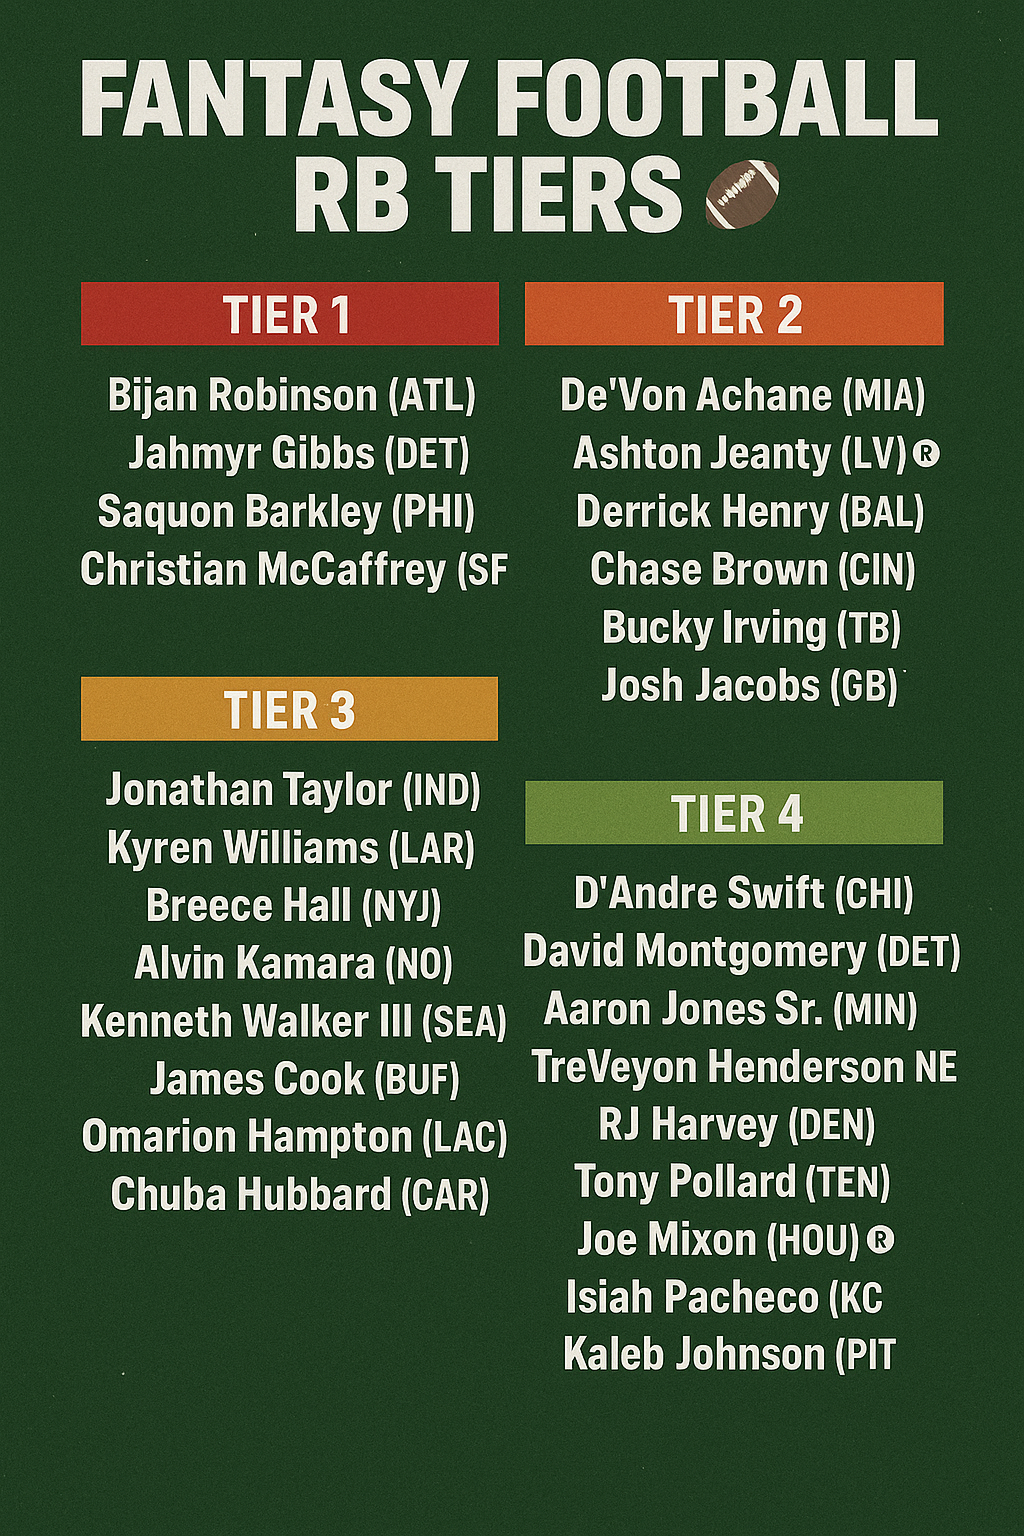 FANTASY FOOTBALL
RB TIERS
TIER 1
Bijan Robinson (ATL)
Jahmyr Gibbs (DET)
Saquon Barkley (PHI)
Christian McCaffrey (SF
TIER 2
De'Von Achane (MIA)
Ashton Jeanty (LV) ®
Derrick Henry (BAL)
Chase Brown (CIN)
Bucky Irving (TB)
Josh Jacobs (GB)
TIER 3
Jonathan Taylor (IND)
Kyren Williams (LAR)
Breece Hall (NYJ)
Alvin Kamara (NO)
Kenneth Walker III (SEA)
James Cook (BUF)
Omarion Hampton (LAC)
Chuba Hubbard (CAR)
TIER 4
D'Andre Swift (CHI)
David Montgomery (DET)
Aaron Jones Sr. (MIN)
TreVeyon Henderson NE
RJ Harvey (DEN)
Tony Pollard (TEN)
Joe Mixon (HOU) ®
Isiah Pacheco (KC
Kaleb Johnson (PIT